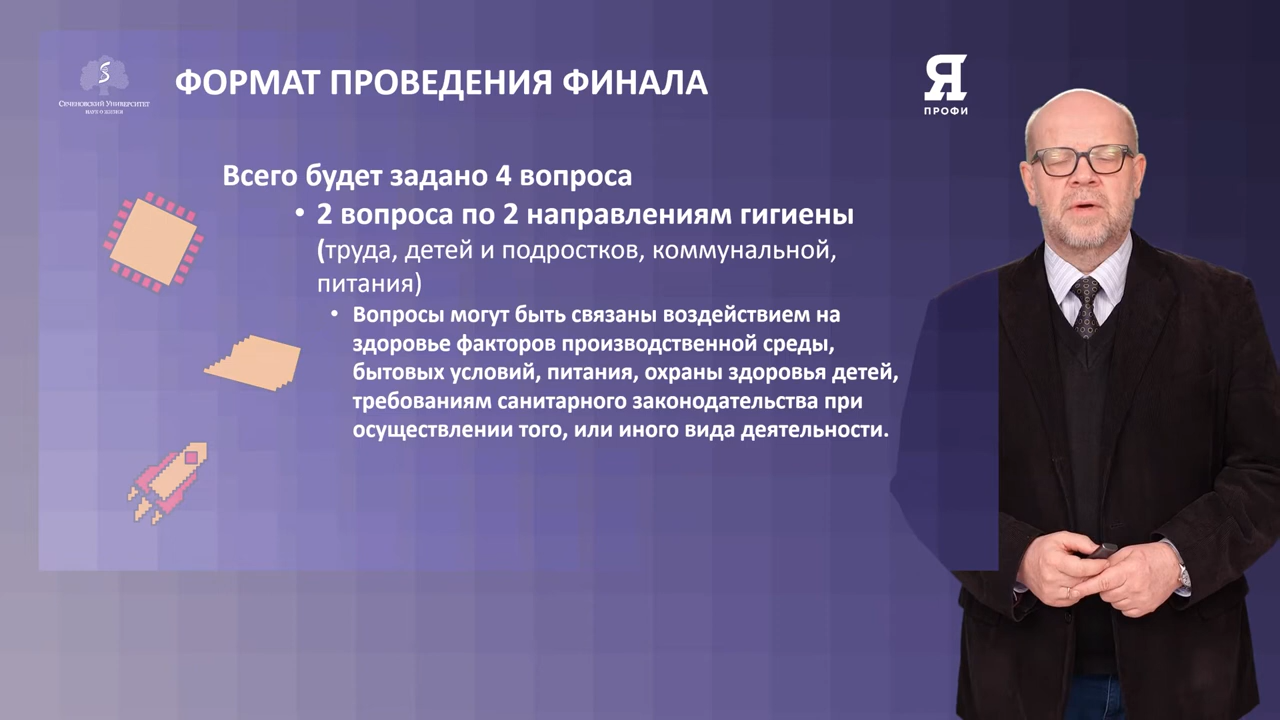 СЕЧЕНОВСКИЙ УНИВЕРСИТЕТ
НАУК О ЖИЗНИ
ФОРМАТ ПРОВЕДЕНИЯ ФИНАЛА
Я
ПРОФИ
Всего будет задано 4 вопроса
• 2 вопроса по 2 направлениям гигиены
(труда, детей и подростков, коммунальной,
питания)
• Вопросы могут быть связаны воздействием на
здоровье факторов производственной среды,
бытовых условий, питания, охраны здоровья детей,
требованиям санитарного законодательства при
осуществлении того, или иного вида деятельности.